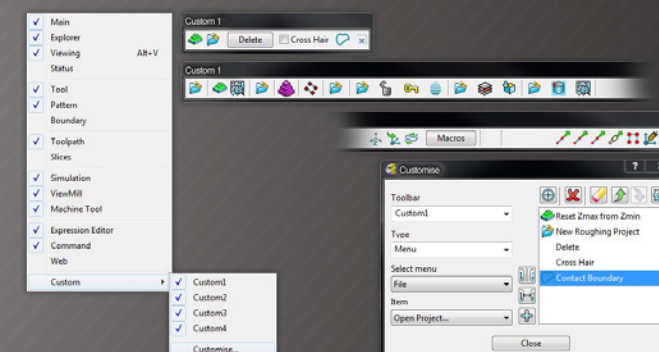 Main
Explorer
Viewing Alt+V
Status
Tool
Pattern
Boundary
Toolpath
Slices
Simulation
ViewMill
Machine Tool
Expression Editor
Command
Web
Custom
Custom1
Custom2
Custom3
Custom4
Customise...
Custom 1
Delete Cross Hair
Custom 1
Macros
Customise
Toolbar
Custom1
Type
Menu
Select menu
File
Item
Open Project...
Reset Zmax from Zmin
New Roughing Project
Delete
Cross Hair
Contact Boundary
Close